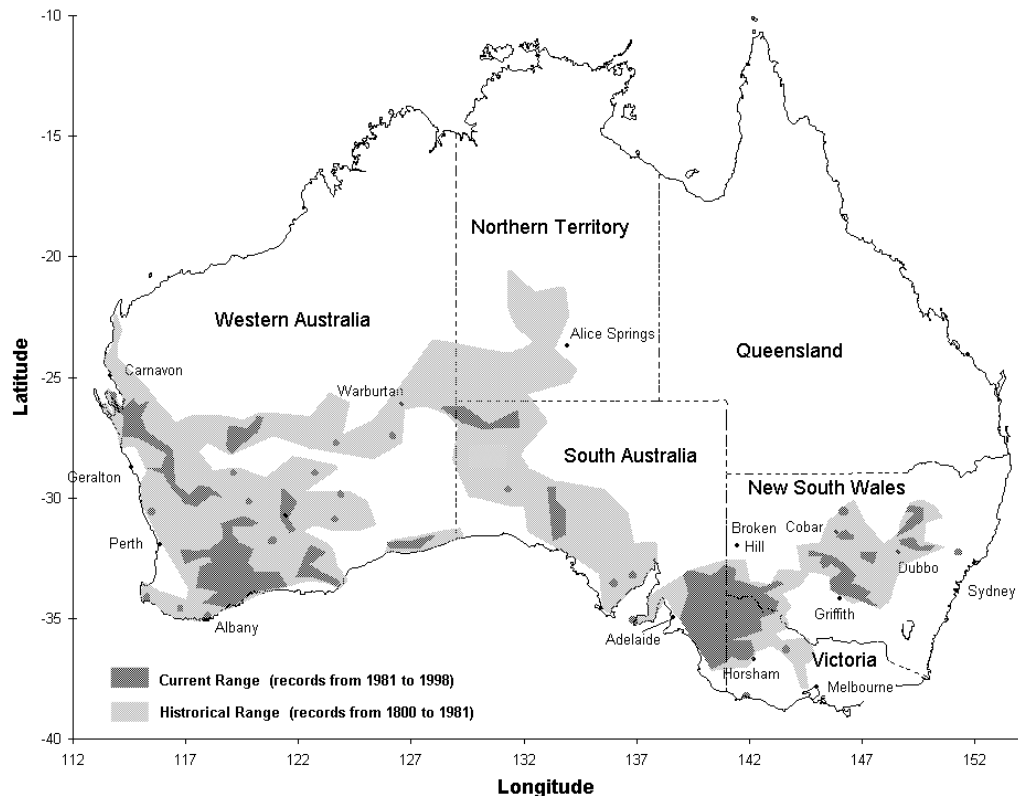 -10
-15
-20
-25
-30
-35
-40
Latitude
Northern Territory
Western Australia
Alice Springs
Queensland
Carnavon
Warburtan
South Australia
Geralton
New South Wales
Broken
Hill
Cobar
Perth
Dubbo
Sydney
Griffith
Albany
Adelaide
Victoria
Horsham
Melbourne
Current Range (records from 1981 to 1998)
Histrorical Range (records from 1800 to 1981)
112 117 122 127 132 137 142 147 152
Longitude